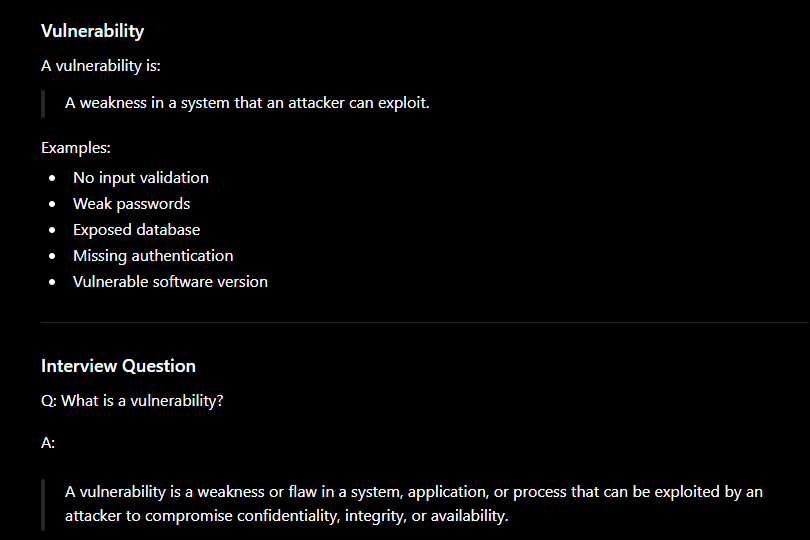 Vulnerability
A vulnerability is:
A weakness in a system that an attacker can exploit.
Examples:
• No input validation
• Weak passwords
• Exposed database
• Missing authentication
• Vulnerable software version
Interview Question
Q: What is a vulnerability?
A:
A vulnerability is a weakness or flaw in a system, application, or process that can be exploited by an
attacker to compromise confidentiality, integrity, or availability.